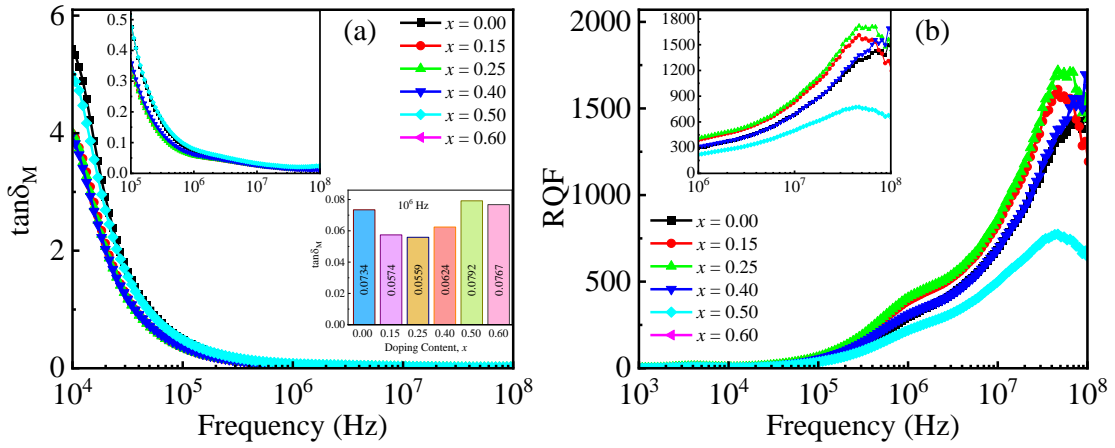 (a)
tanδM
6
4
2
0
10^4 10^5 10^6 10^7 10^8
Frequency (Hz)
x = 0.00
x = 0.15
x = 0.25
x = 0.40
x = 0.50
x = 0.60
0.5
0.4
0.3
0.2
0.1
0.0
10^5 10^6 10^7 10^8
10^6 Hz
tanδM
0.08
0.06
0.04
0.02
0.00
0.0734 0.0574 0.0559 0.0624 0.0792 0.0767
0.00 0.15 0.25 0.40 0.50 0.60
Doping Content, x
(b)
RQF
2000
1500
1000
500
0
10^3 10^4 10^5 10^6 10^7 10^8
Frequency (Hz)
1800
1500
1200
900
600
300
0
10^6 10^7 10^8
x = 0.00
x = 0.15
x = 0.25
x = 0.40
x = 0.50
x = 0.60